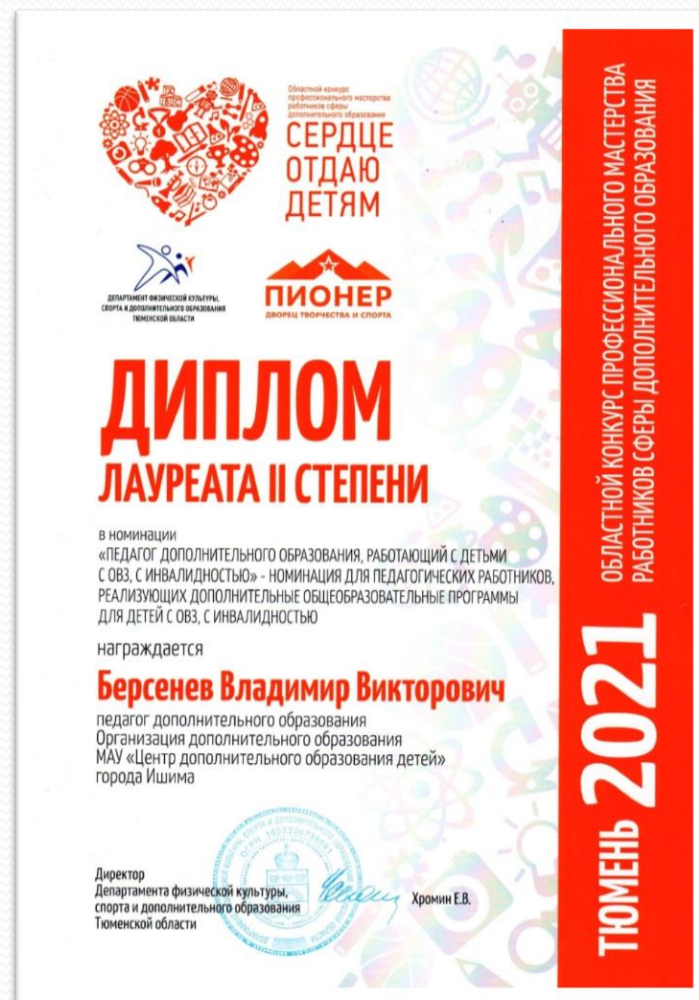 Областной конкурс
профессионального мастерства
работников сферы
дополнительного образования
СЕРДЦЕ
ОТДАЮ
ДЕТЯМ
ДЕПАРТАМЕНТ ФИЗИЧЕСКОЙ КУЛЬТУРЫ,
СПОРТА И ДОПОЛНИТЕЛЬНОГО ОБРАЗОВАНИЯ
ТЮМЕНСКОЙ ОБЛАСТИ
ПИОНЕР
ДВОРЕЦ ТВОРЧЕСТВА И СПОРТА
ДИПЛОМ
ЛАУРЕАТА II СТЕПЕНИ
в номинации
«ПЕДАГОГ ДОПОЛНИТЕЛЬНОГО ОБРАЗОВАНИЯ, РАБОТАЮЩИЙ С ДЕТЬМИ
С ОВЗ, С ИНВАЛИДНОСТЬЮ» - НОМИНАЦИЯ ДЛЯ ПЕДАГОГИЧЕСКИХ РАБОТНИКОВ,
РЕАЛИЗУЮЩИХ ДОПОЛНИТЕЛЬНЫЕ ОБЩЕОБРАЗОВАТЕЛЬНЫЕ ПРОГРАММЫ
ДЛЯ ДЕТЕЙ С ОВЗ, С ИНВАЛИДНОСТЬЮ
награждается
Берсенев Владимир Викторович
педагог дополнительного образования
Организация дополнительного образования
МАУ «Центр дополнительного образования детей»
города Ишима
Директор
Департамента физической культуры,
спорта и дополнительного образования
Тюменской области
Хромин Е.В.
ТЮМЕНЬ 2021
ОБЛАСТНОЙ КОНКУРС ПРОФЕССИОНАЛЬНОГО МАСТЕРСТВА
РАБОТНИКОВ СФЕРЫ ДОПОЛНИТЕЛЬНОГО ОБРАЗОВАНИЯ